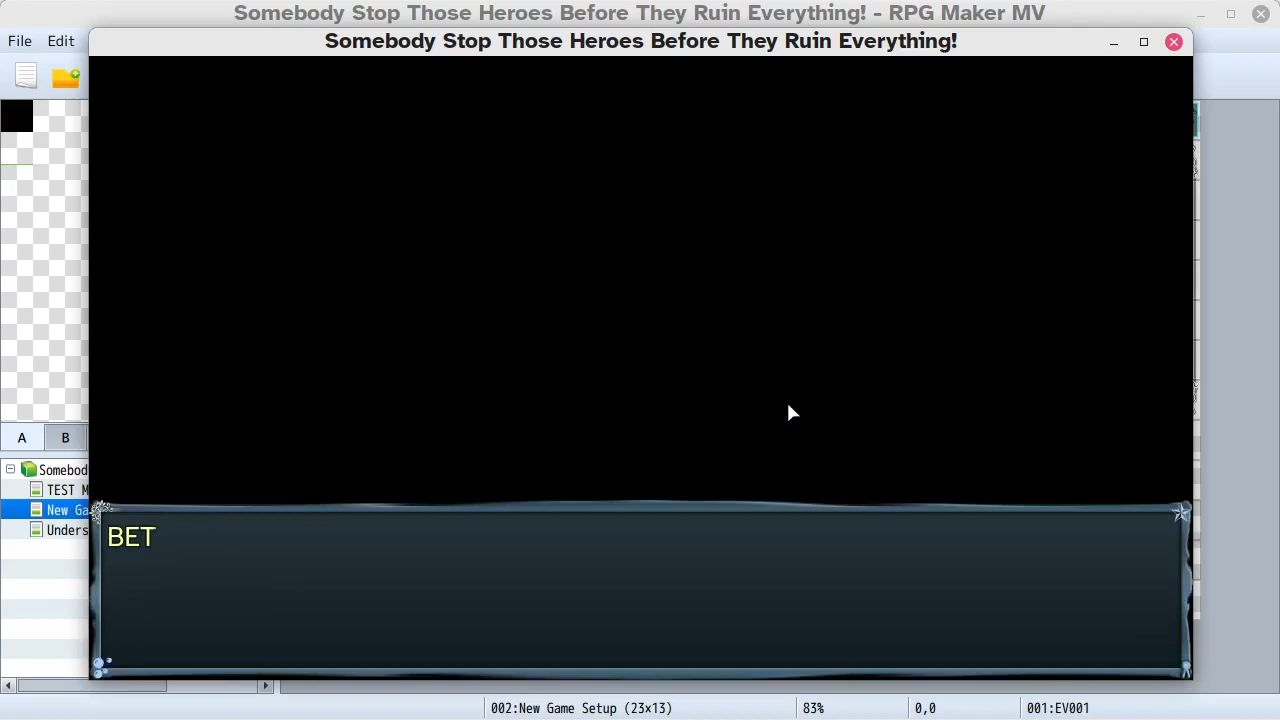 Somebody Stop Those Heroes Before They Ruin Everything! - RPG Maker MV
File Edit
Somebody Stop Those Heroes Before They Ruin Everything!
A B
Somebod
TEST M
New Ga
Unders
BET
002:New Game Setup (23x13) 83% 0,0 001:EV001